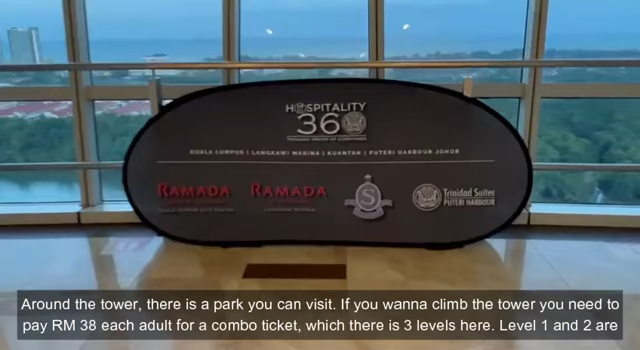 HOSPITALITY
360
KUALA LUMPUR | LANGKAWI MARINA | KUANTAN | PUTERI HARBOUR JOHOR
RAMADA
RAMADA
S
Trinidad Suites
PUTERI HARBOUR
Around the tower, there is a park you can visit. If you wanna climb the tower you need to
pay RM 38 each adult for a combo ticket, which there is 3 levels here. Level 1 and 2 are